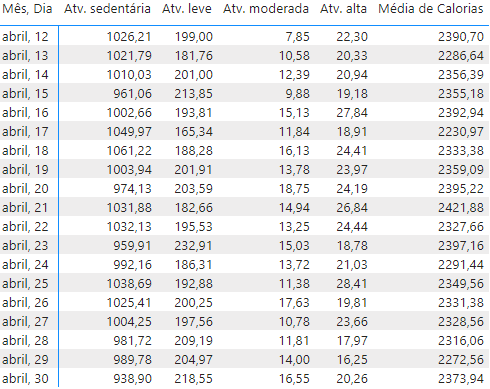 Mês, Dia Atv. sedentária Atv. leve Atv. moderada Atv. alta Média de Calorias
abril, 12 1026,21 199,00 7,85 22,30 2390,70
abril, 13 1021,79 181,76 10,58 20,33 2286,64
abril, 14 1010,03 201,00 12,39 20,94 2356,39
abril, 15 961,06 213,85 9,88 19,18 2355,18
abril, 16 1002,66 193,81 15,13 27,84 2392,94
abril, 17 1049,97 165,34 11,84 18,91 2230,97
abril, 18 1061,22 188,28 16,13 24,41 2333,38
abril, 19 1003,94 201,91 13,78 23,97 2359,09
abril, 20 974,13 203,59 18,75 24,19 2395,22
abril, 21 1031,88 182,66 14,94 26,84 2421,88
abril, 22 1032,13 195,53 13,25 24,44 2327,66
abril, 23 959,91 232,91 15,03 18,78 2397,16
abril, 24 992,16 186,31 13,72 21,03 2291,44
abril, 25 1038,69 192,88 11,38 28,41 2349,56
abril, 26 1025,41 200,25 17,63 19,81 2331,38
abril, 27 1004,25 197,56 10,78 23,66 2328,56
abril, 28 981,72 209,19 11,81 17,97 2316,06
abril, 29 989,78 204,97 14,00 16,25 2272,56
abril, 30 938,90 218,55 16,55 20,26 2373,94